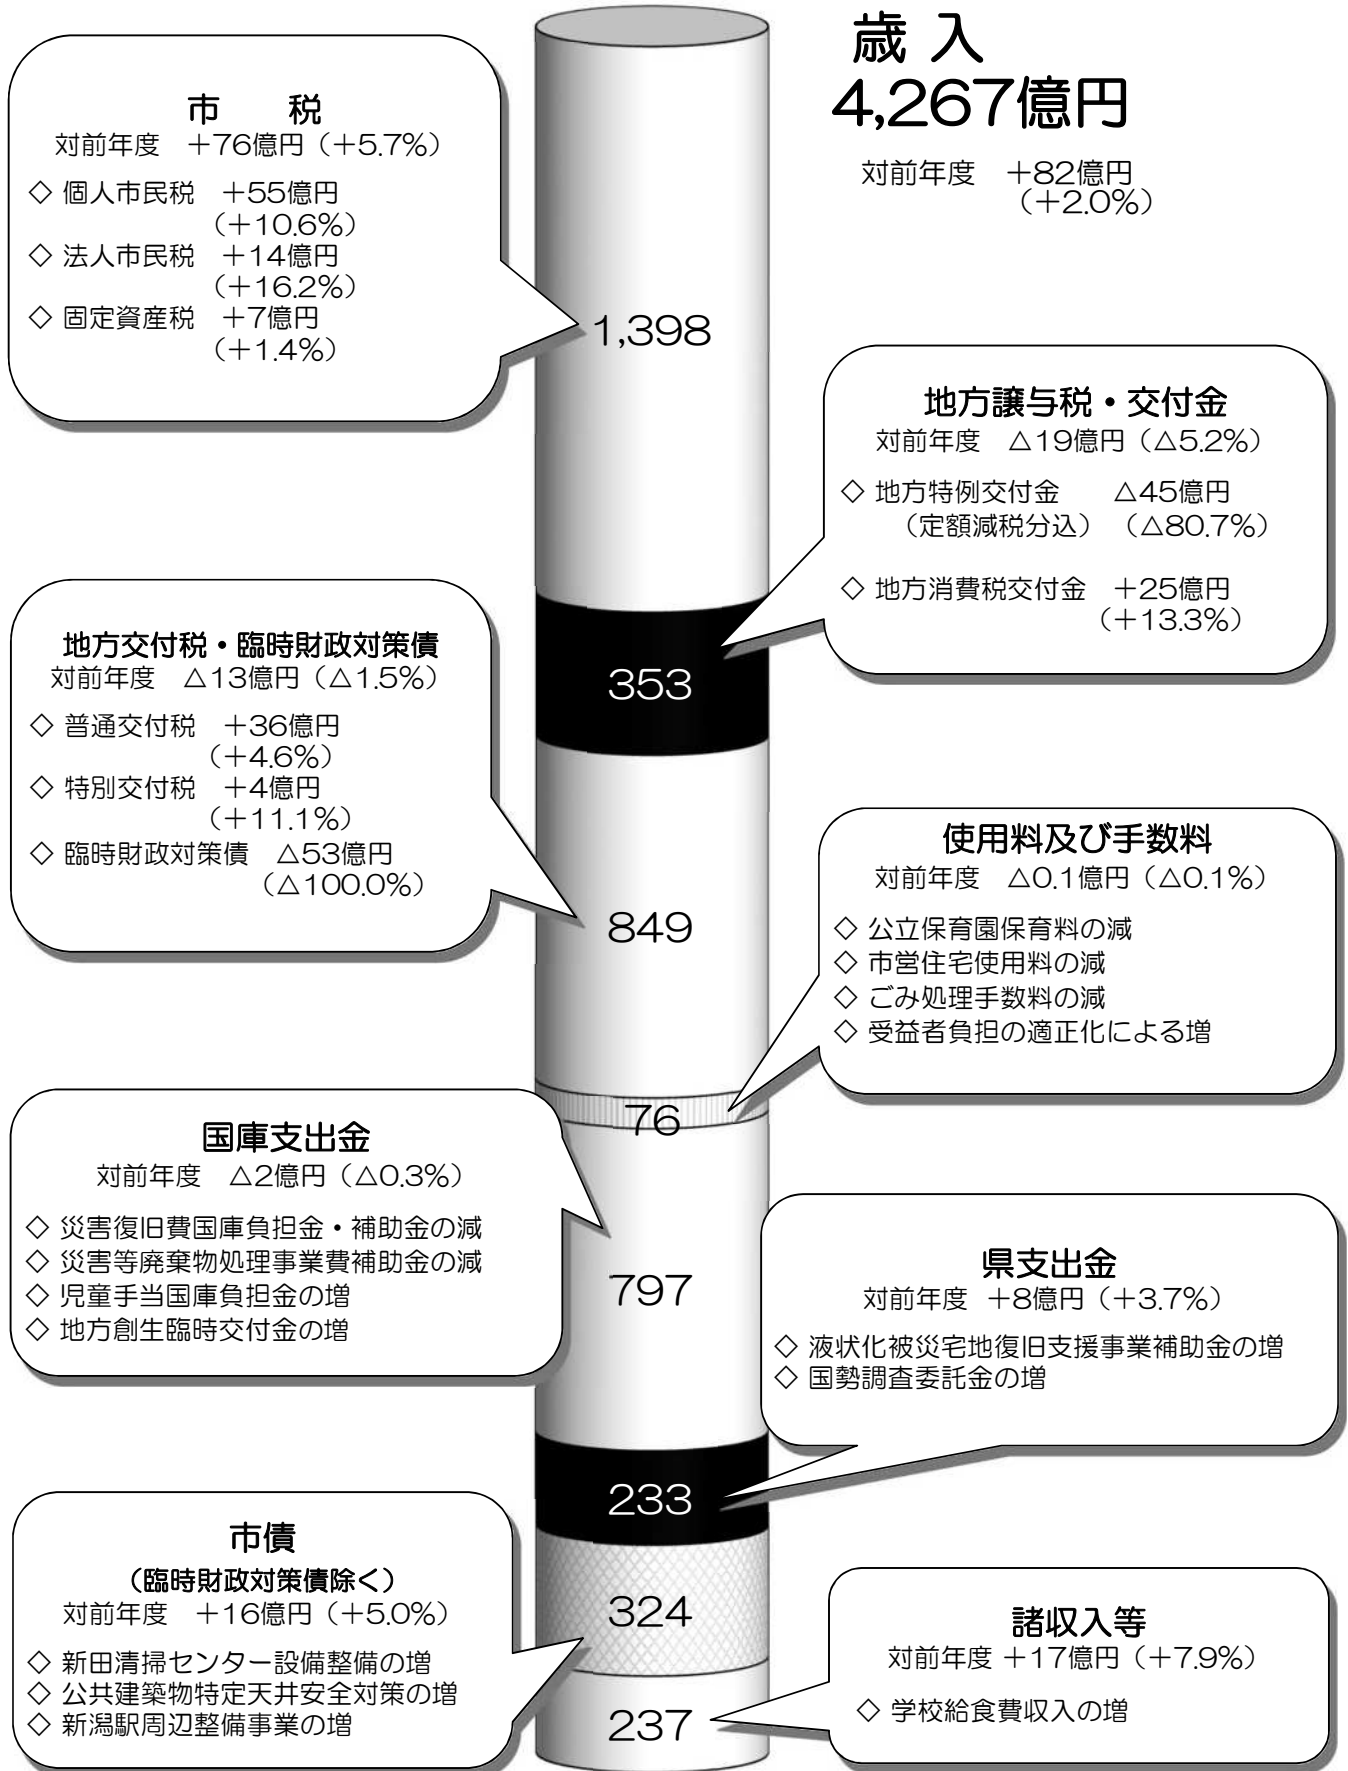 歳入
4,267億円
対前年度 +82億円
(+2.0%)
市 税
対前年度 +76億円(+5.7%)
◇ 個人市民税 +55億円
(+10.6%)
◇ 法人市民税 +14億円
(+16.2%)
◇ 固定資産税 +7億円
(+1.4%)
1,398
地方譲与税・交付金
対前年度 △19億円(△5.2%)
◇ 地方特例交付金 △45億円
(定額減税分込) (△80.7%)
◇ 地方消費税交付金 +25億円
(+13.3%)
353
地方交付税・臨時財政対策債
対前年度 △13億円(△1.5%)
◇ 普通交付税 +36億円
(+4.6%)
◇ 特別交付税 +4億円
(+11.1%)
◇ 臨時財政対策債 △53億円
(△100.0%)
849
使用料及び手数料
対前年度 △0.1億円(△0.1%)
◇ 公立保育園保育料の減
◇ 市営住宅使用料の減
◇ ごみ処理手数料の減
◇ 受益者負担の適正化による増
76
国庫支出金
対前年度 △2億円(△0.3%)
◇ 災害復旧費国庫負担金・補助金の減
◇ 災害等廃棄物処理事業費補助金の減
◇ 児童手当国庫負担金の増
◇ 地方創生臨時交付金の増
797
県支出金
対前年度 +8億円(+3.7%)
◇ 液状化被災宅地復旧支援事業補助金の増
◇ 国勢調査委託金の増
233
市債
(臨時財政対策債除く)
対前年度 +16億円(+5.0%)
◇ 新田清掃センター設備整備の増
◇ 公共建築物特定天井安全対策の増
◇ 新潟駅周辺整備事業の増
324
諸収入等
対前年度 +17億円(+7.9%)
◇ 学校給食費収入の増
237